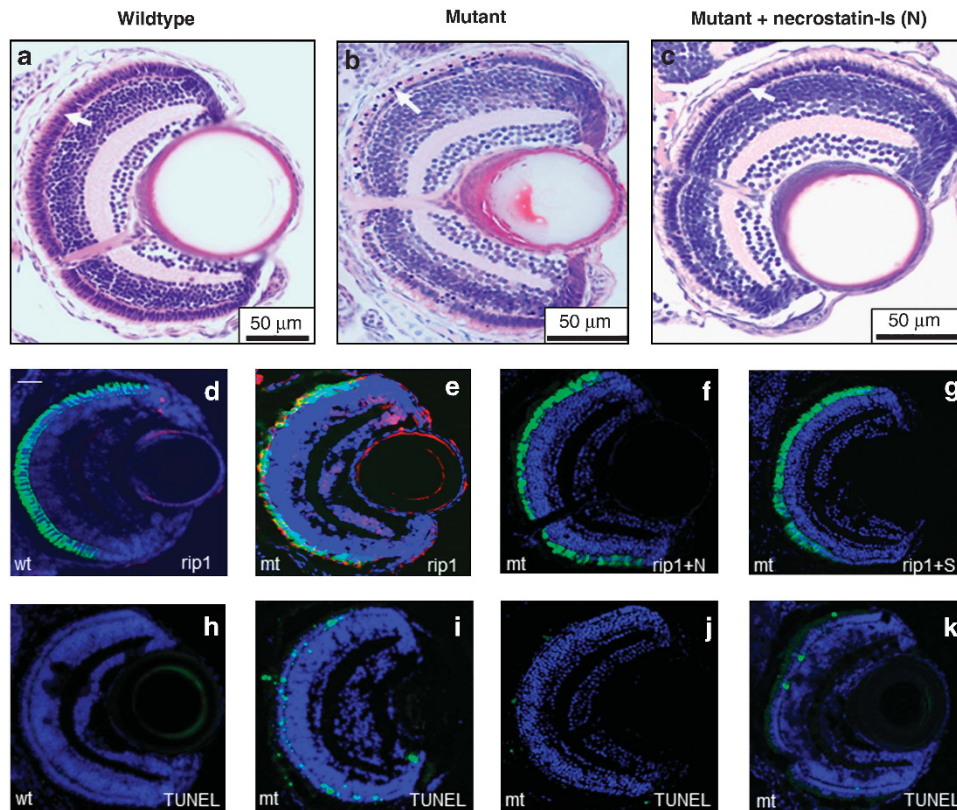 Wildtype Mutant Mutant + necrostatin-Is (N)
a b c
50 μm 50 μm 50 μm
d e f g
wt rip1 mt rip1 mt rip1+N mt rip1+S
h i j k
wt TUNEL mt TUNEL mt TUNEL mt TUNEL